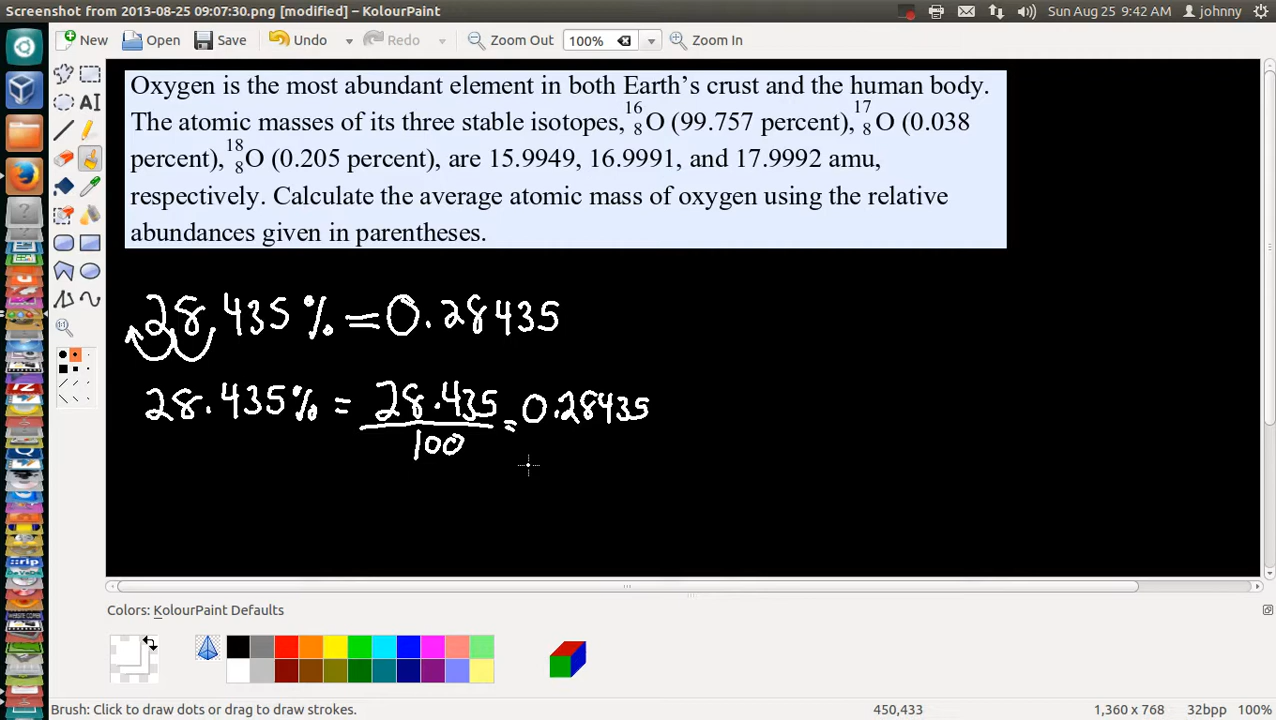 Screenshot from 2013-08-25 09:07:30.png [modified] – KolourPaint
Sun Aug 25 9:42 AM johnny
New Open Save Undo Redo Zoom Out 100% Zoom In
Oxygen is the most abundant element in both Earth’s crust and the human body.
The atomic masses of its three stable isotopes, ¹⁶₈O (99.757 percent), ¹⁷₈O (0.038
percent), ¹⁸₈O (0.205 percent), are 15.9949, 16.9991, and 17.9992 amu,
respectively. Calculate the average atomic mass of oxygen using the relative
abundances given in parentheses.
28.435 % = 0.28435
28.435% = 28.435/100 = 0.28435
Colors: KolourPaint Defaults
Brush: Click to draw dots or drag to draw strokes. 450,433 1,360 x 768 32bpp 100%